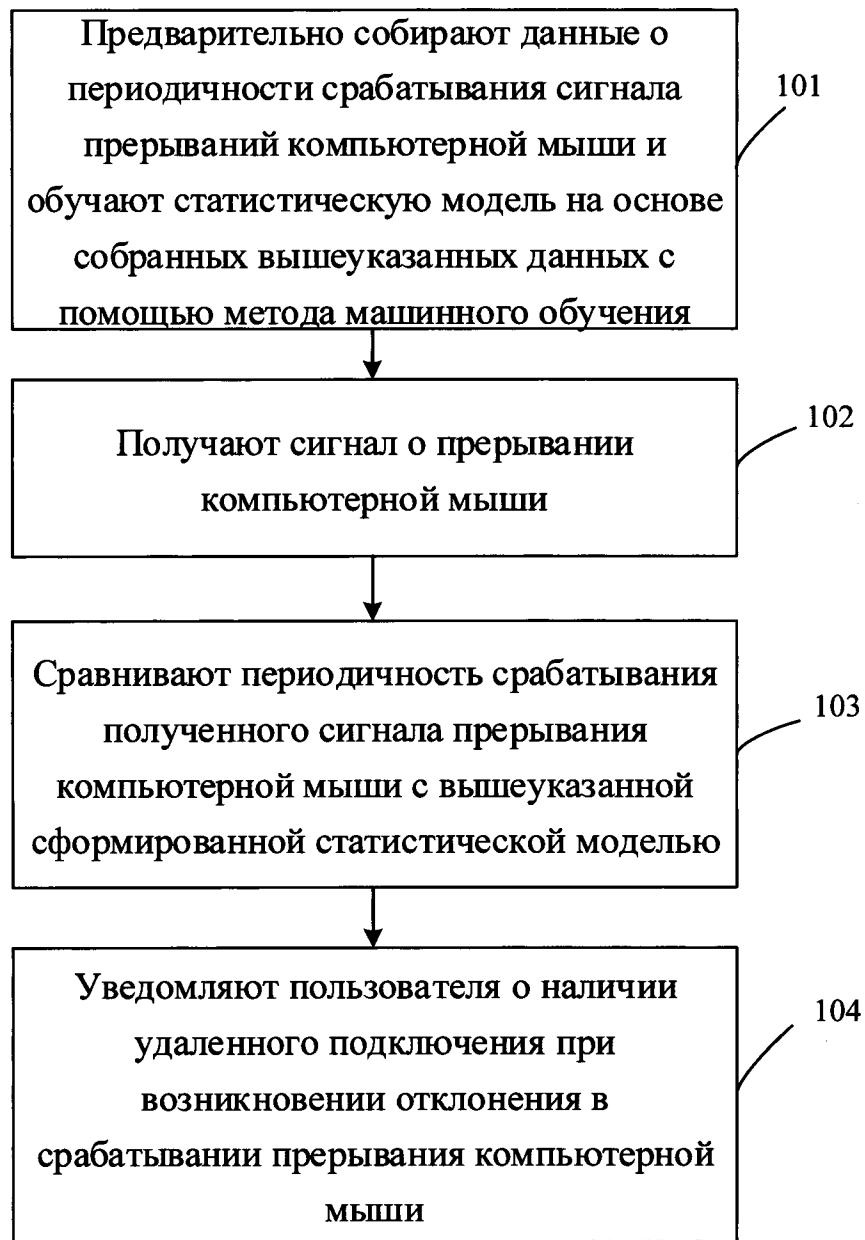 Предварительно собирают данные о
периодичности срабатывания сигнала
прерываний компьютерной мыши и
обучают статистическую модель на основе
собранных вышеуказанных данных с
помощью метода машинного обучения
101
Получают сигнал о прерывании
компьютерной мыши
102
Сравнивают периодичность срабатывания
полученного сигнала прерывания
компьютерной мыши с вышеуказанной
сформированной статистической моделью
103
Уведомляют пользователя о наличии
удаленного подключения при
возникновении отклонения в
срабатывании прерывания компьютерной
мыши
104